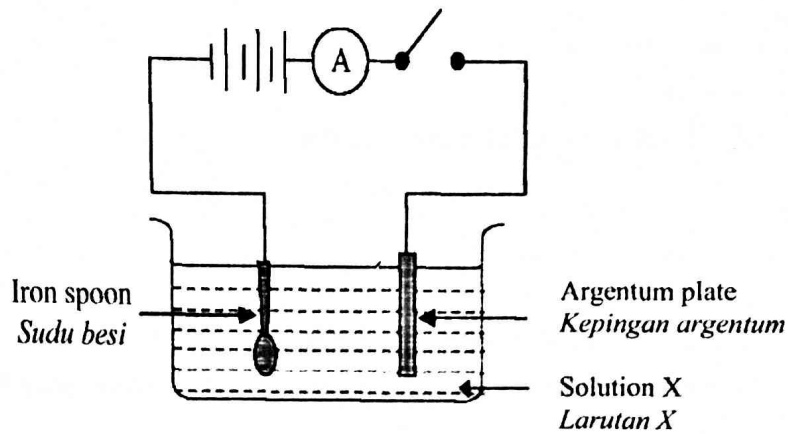 A
Iron spoon
Sudu besi
Argentum plate
Kepingan argentum
Solution X
Larutan X